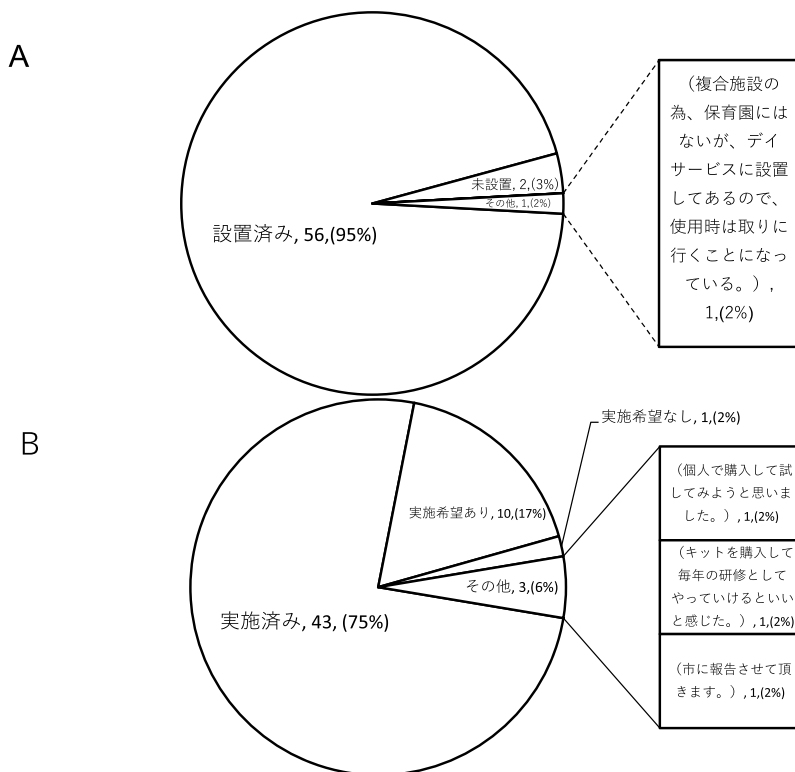 A
未設置, 2,(3%)
その他, 1,(2%)
設置済み, 56,(95%)
（複合施設の
為、保育園には
ないが、デイ
サービスに設置
してあるので、
使用時は取りに
行くことになっ
ている。）,
1,(2%)
B
実施希望なし, 1,(2%)
実施希望あり, 10,(17%)
その他, 3,(6%)
実施済み, 43, (75%)
（個人で購入して試
してみようと思いま
した。）, 1,(2%)
（キットを購入して
毎年の研修として
やっていけるといい
と感じた。）, 1,(2%)
（市に報告させて頂
きます。）, 1,(2%)